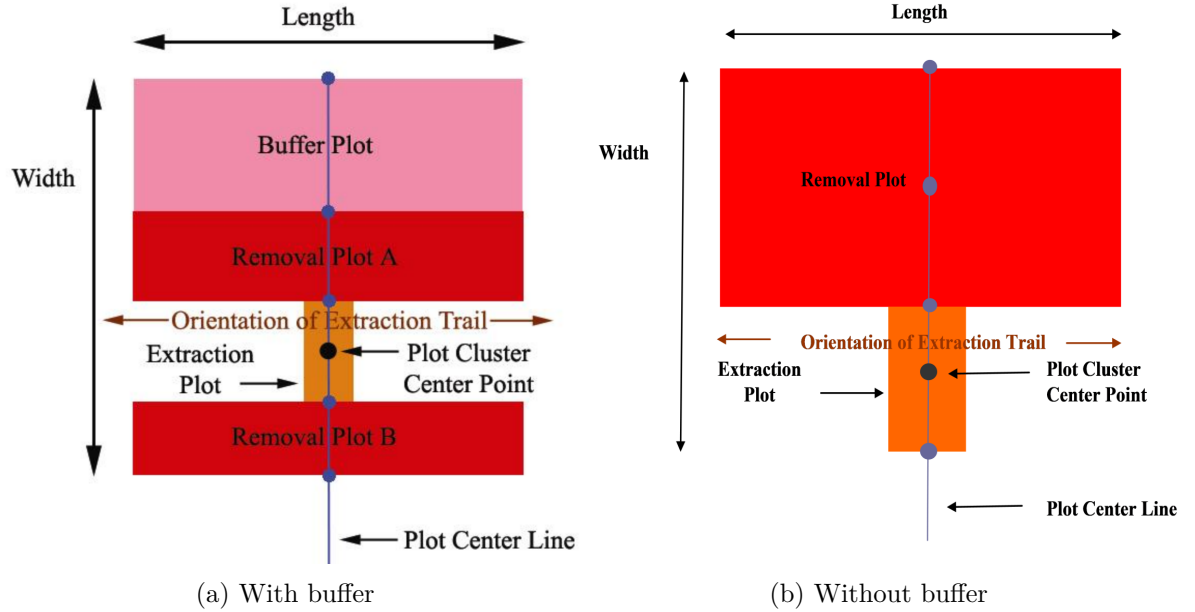 Length
Width
Buffer Plot
Removal Plot A
Orientation of Extraction Trail
Extraction
Plot
Plot Cluster
Center Point
Removal Plot B
Plot Center Line
(a) With buffer
Length
Width
Removal Plot
Orientation of Extraction Trail
Extraction
Plot
Plot Cluster
Center Point
Plot Center Line
(b) Without buffer